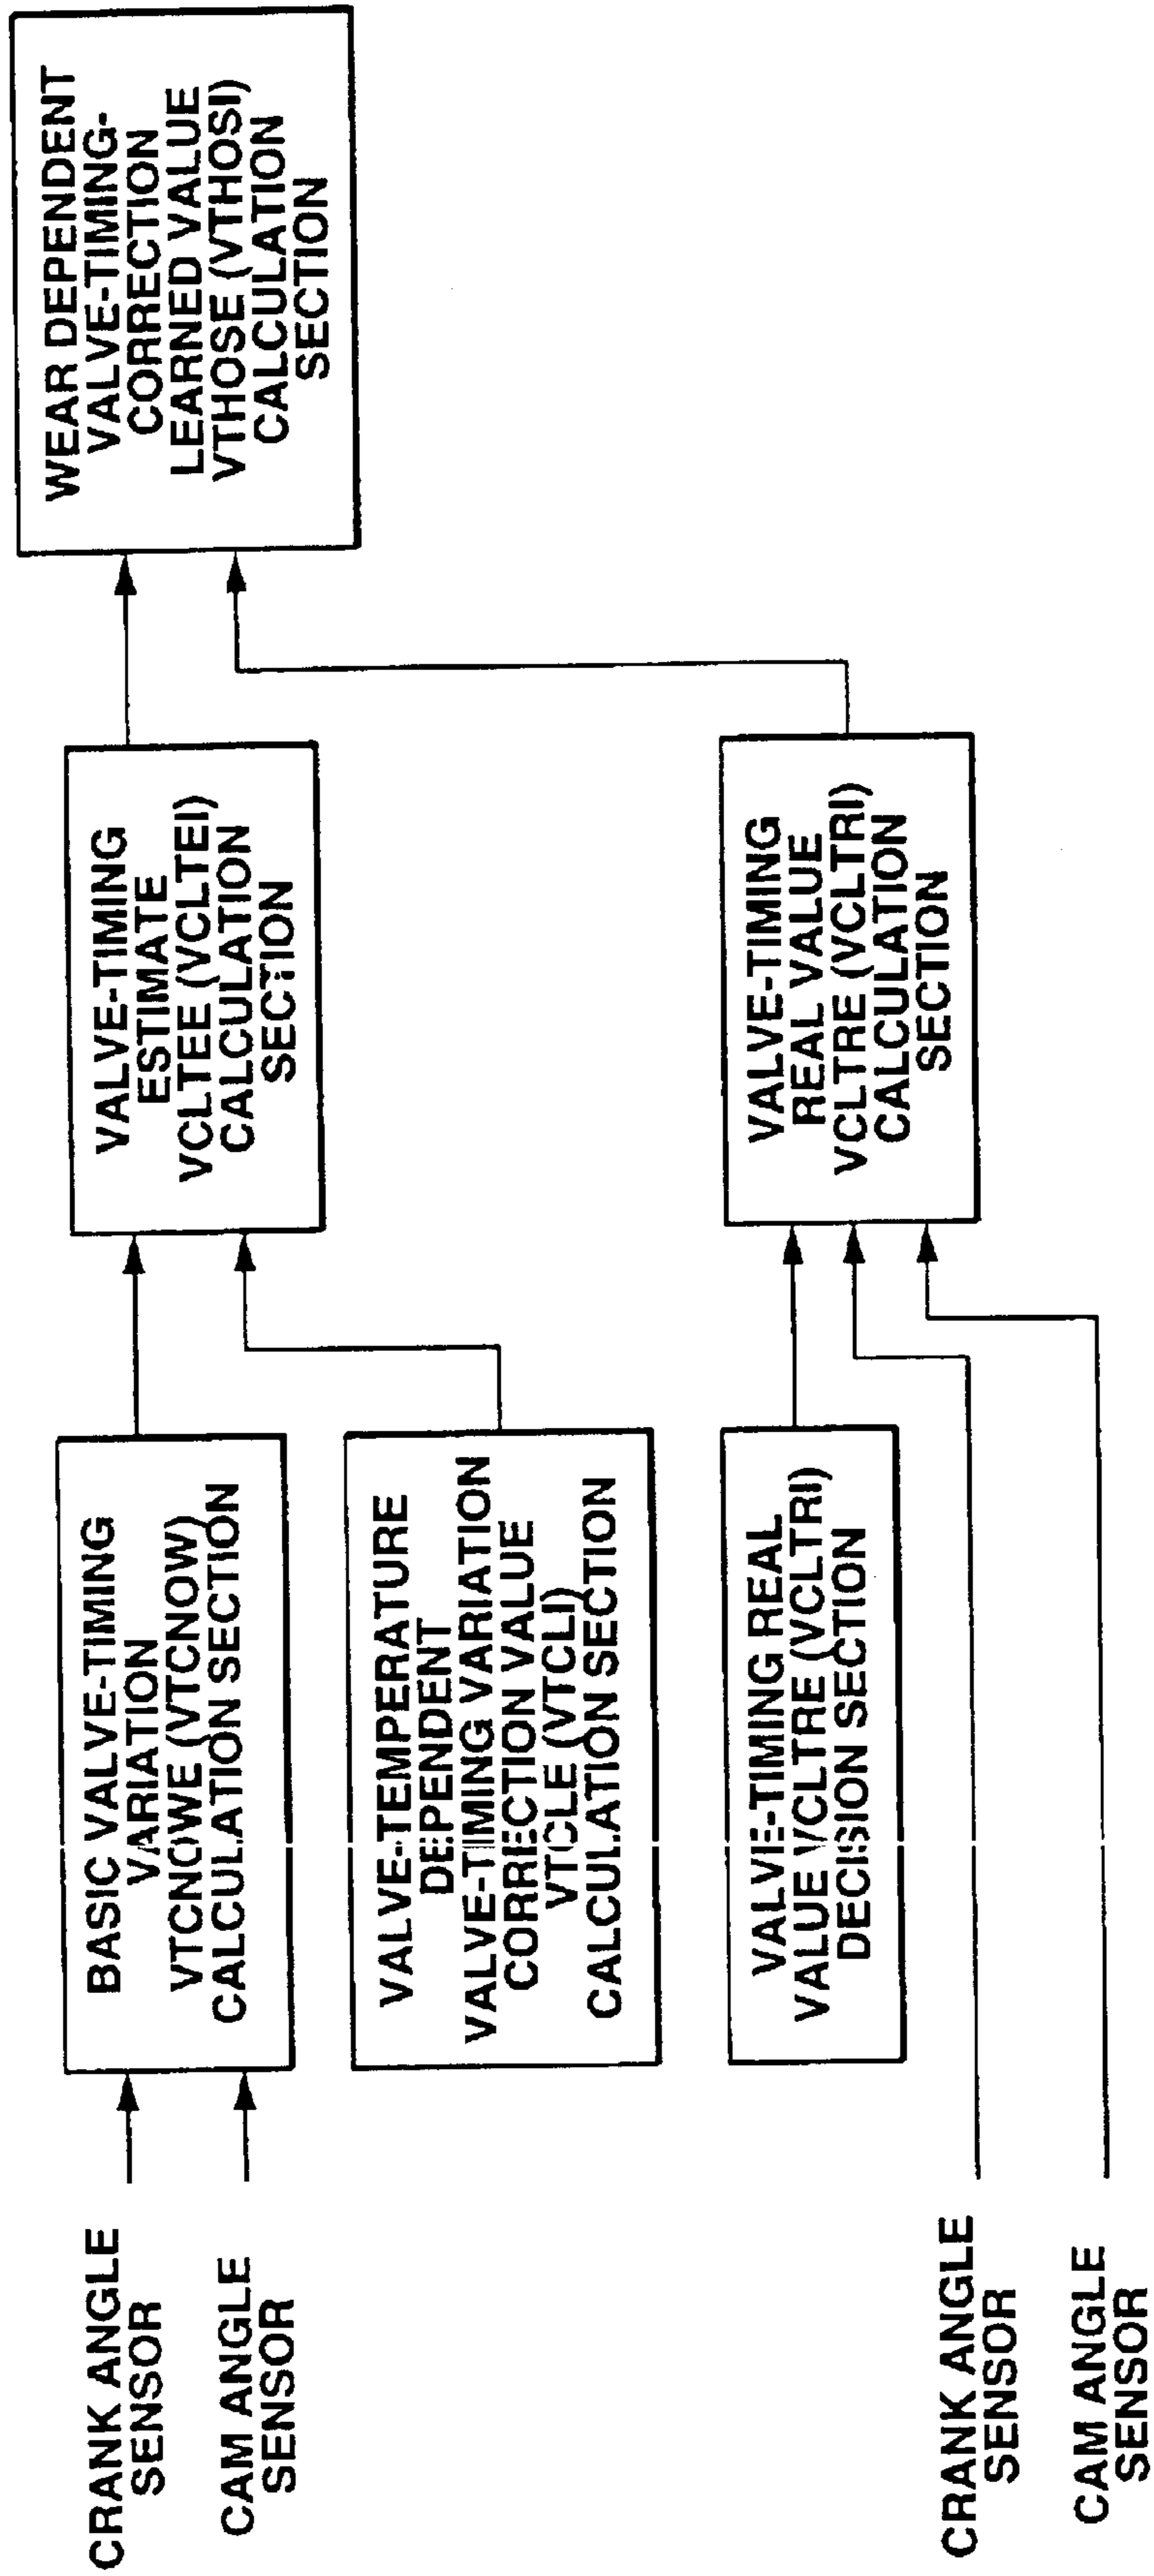 CRANK ANGLE
SENSOR
CAM ANGLE
SENSOR
BASIC VALVE-TIMING
VARIATION
VTCNOWE (VTCNOW)
CALCULATION SECTION
VALVE-TEMPERATURE
DEPENDENT
VALVE-TIMING VARIATION
CORRECTION VALUE
VTCLE (VTCLI)
CALCULATION SECTION
VALVE-TIMING REAL
VALUE VCLTRE (VCLTRI)
DECISION SECTION
CRANK ANGLE
SENSOR
CAM ANGLE
SENSOR
VALVE-TIMING
ESTIMATE
VCLTEE (VCLTEI)
CALCULATION
SECTION
VALVE-TIMING
REAL VALUE
VCLTRE (VCLTRI)
CALCULATION
SECTION
WEAR DEPENDENT
VALVE-TIMING-
CORRECTION
LEARNED VALUE
VTHOSE (VTHOSI)
CALCULATION
SECTION